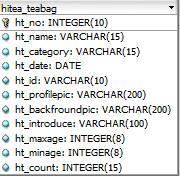 hitea_teabag
ht_no: INTEGER(10)
ht_name: VARCHAR(15)
ht_category: VARCHAR(15)
ht_date: DATE
ht_id: VARCHAR(10)
ht_profilepic: VARCHAR(200)
ht_backfroundpic: VARCHAR(200)
ht_introduce: VARCHAR(100)
ht_maxage: INTEGER(8)
ht_minage: INTEGER(8)
ht_count: INTEGER(15)